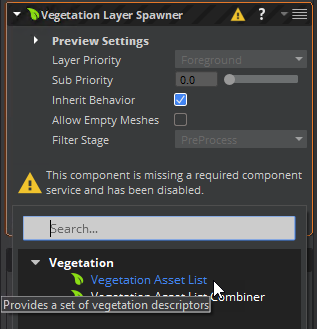 Vegetation Layer Spawner
Preview Settings
Layer Priority Foreground
Sub Priority 0.0
Inherit Behavior
Allow Empty Meshes
Filter Stage PreProcess
This component is missing a required component
service and has been disabled.
Search...
Vegetation
Vegetation Asset List
Vegetation Asset List Combiner
Provides a set of vegetation descriptors